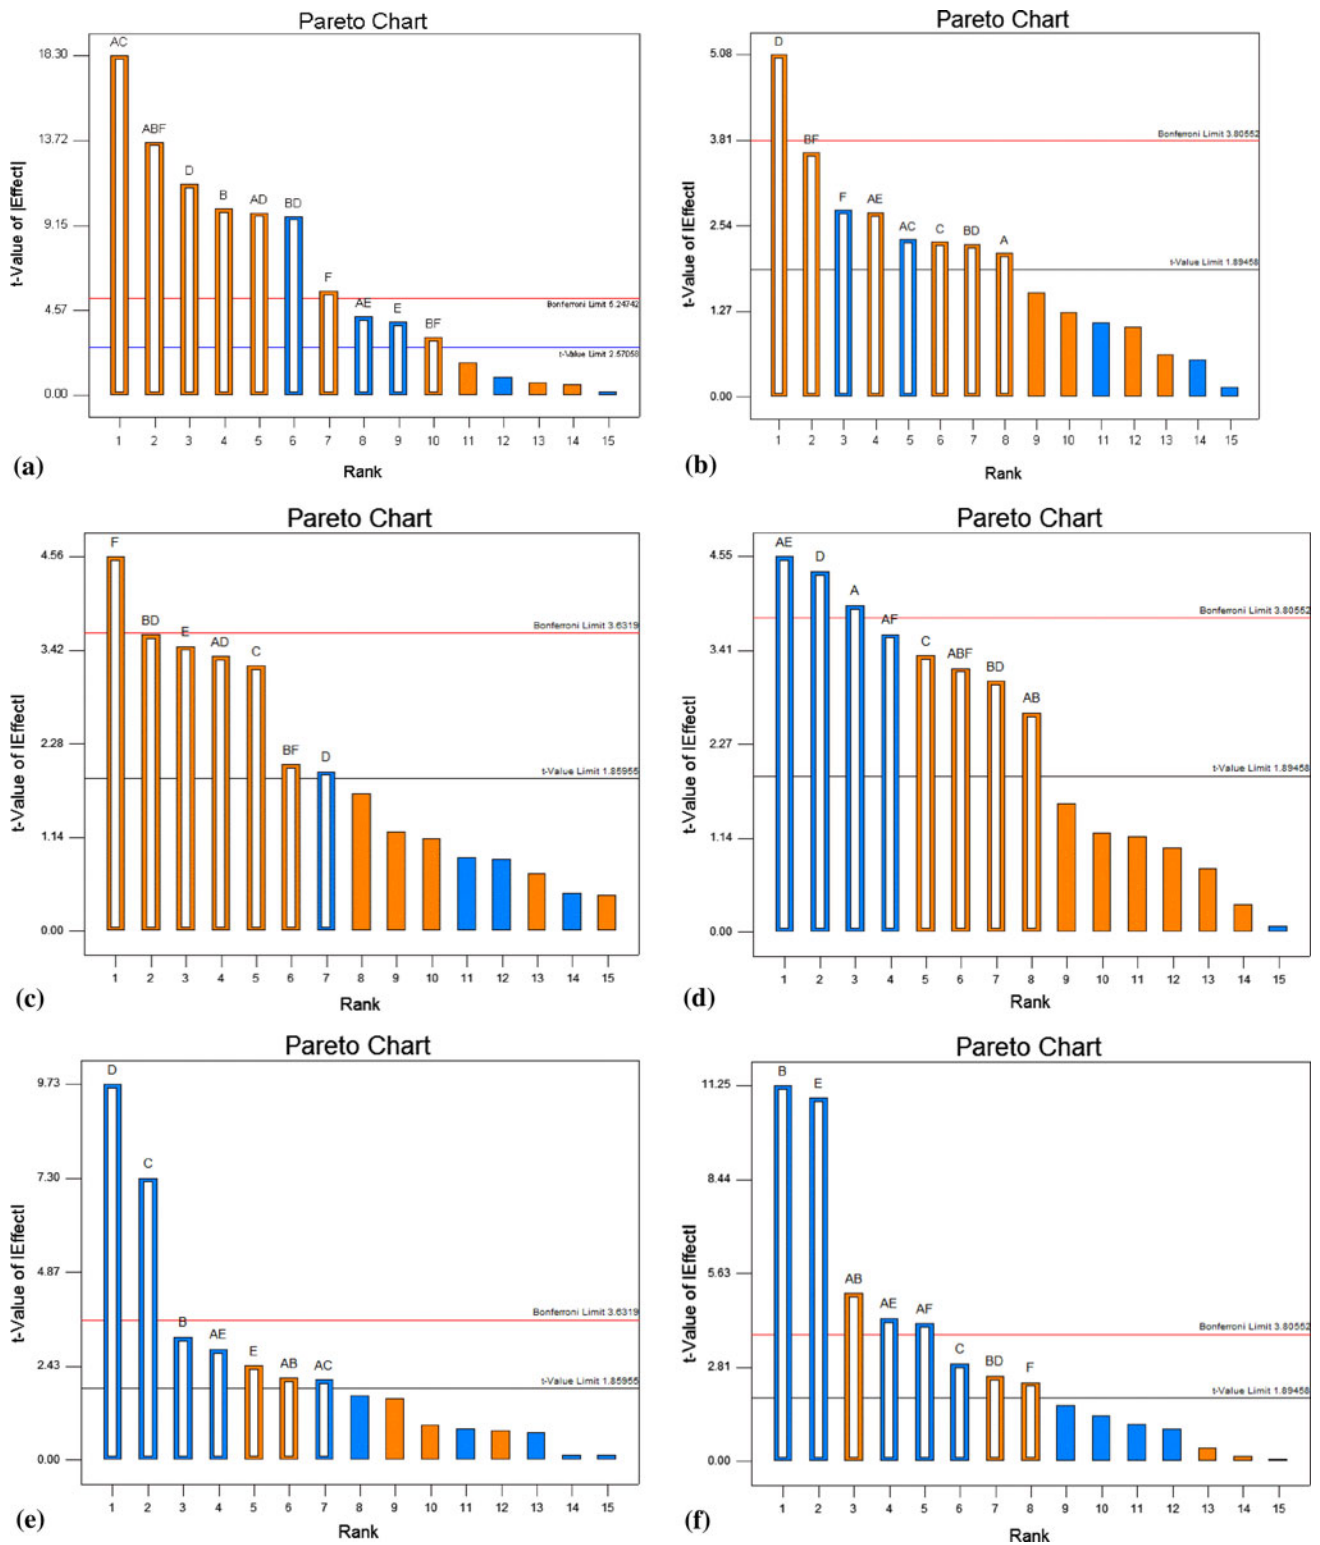 Pareto Chart
t-Value of |Effect|
18.30
13.72
9.15
4.57
0.00
AC
ABF
D
B
AD
BD
F
AE
E
BF
Bonferroni Limit 5.24742
t-Value Limit 2.57058
1 2 3 4 5 6 7 8 9 10 11 12 13 14 15
Rank
(a)
Pareto Chart
t-Value of |Effect|
5.08
3.81
2.54
1.27
0.00
D
BF
F
AE
AC
C
BD
A
Bonferroni Limit 3.80552
t-Value Limit 1.89458
1 2 3 4 5 6 7 8 9 10 11 12 13 14 15
Rank
(b)
Pareto Chart
t-Value of |Effect|
4.56
3.42
2.28
1.14
0.00
F
BD
E
AD
C
BF
D
Bonferroni Limit 3.6319
t-Value Limit 1.85955
1 2 3 4 5 6 7 8 9 10 11 12 13 14 15
Rank
(c)
Pareto Chart
t-Value of |Effect|
4.55
3.41
2.27
1.14
0.00
AE
D
A
AF
C
ABF
BD
AB
Bonferroni Limit 3.80552
t-Value Limit 1.89458
1 2 3 4 5 6 7 8 9 10 11 12 13 14 15
Rank
(d)
Pareto Chart
t-Value of |Effect|
9.73
7.30
4.87
2.43
0.00
D
C
B
AE
E
AB
AC
Bonferroni Limit 3.6319
t-Value Limit 1.85955
1 2 3 4 5 6 7 8 9 10 11 12 13 14 15
Rank
(e)
Pareto Chart
t-Value of |Effect|
11.25
8.44
5.63
2.81
0.00
B
E
AB
AE
AF
C
BD
F
Bonferroni Limit 3.80552
t-Value Limit 1.89458
1 2 3 4 5 6 7 8 9 10 11 12 13 14 15
Rank
(f)